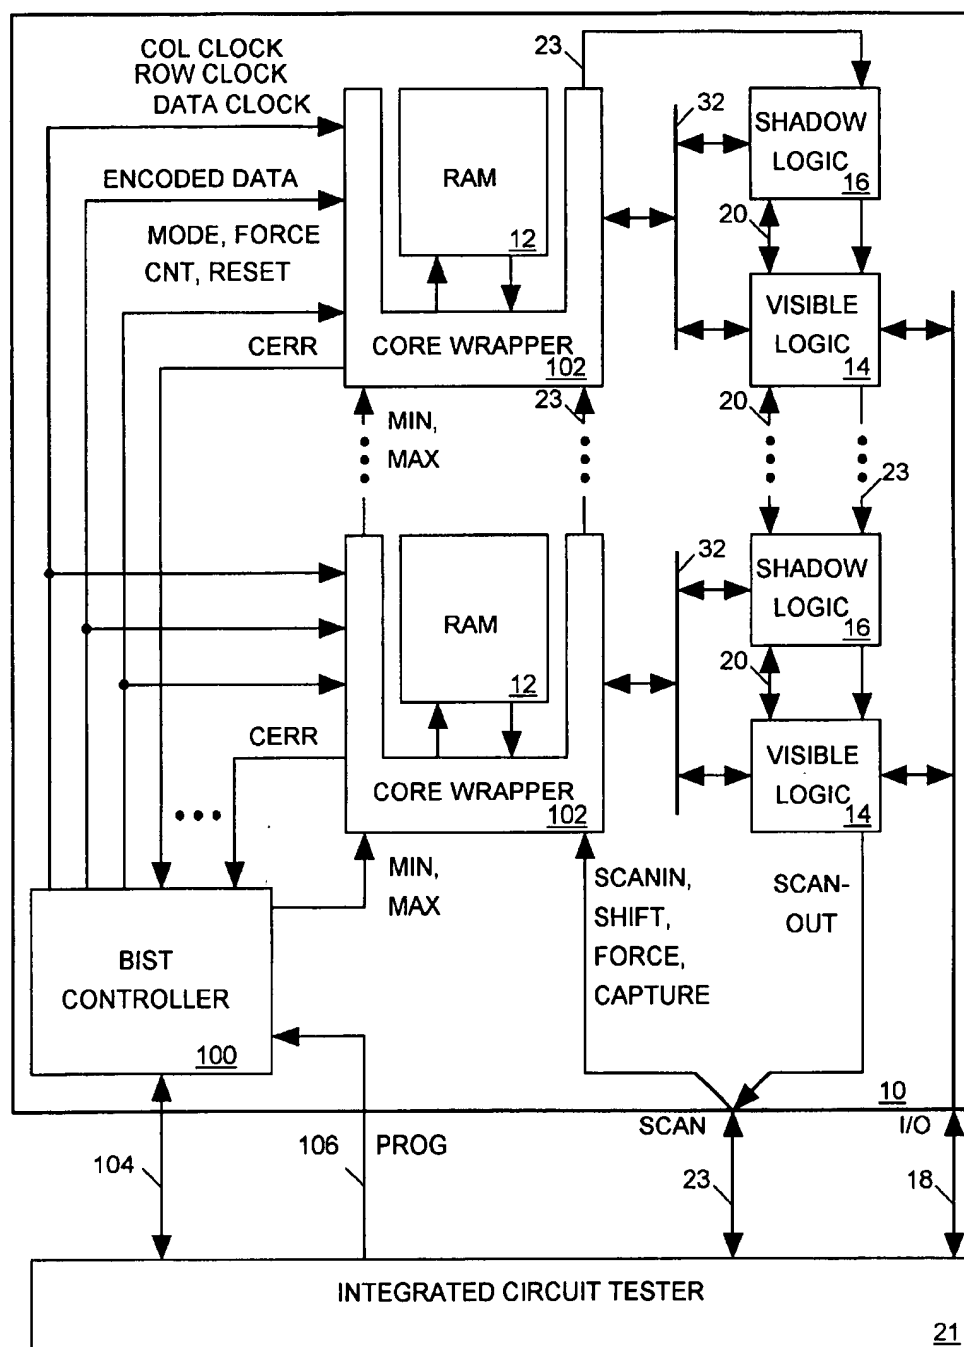 COL CLOCK
ROW CLOCK
DATA CLOCK
23
32
SHADOW
LOGIC
16
RAM
12
ENCODED DATA
20
MODE, FORCE
CNT, RESET
VISIBLE
LOGIC
14
CERR
CORE WRAPPER
102
23
20
MIN,
MAX
23
32
SHADOW
LOGIC
16
RAM
12
20
CERR
VISIBLE
LOGIC
14
CORE WRAPPER
102
MIN,
MAX
SCANIN,
SHIFT,
FORCE,
CAPTURE
SCAN-
OUT
BIST
CONTROLLER
100
10
SCAN
I/O
104
106
PROG
23
18
INTEGRATED CIRCUIT TESTER
21